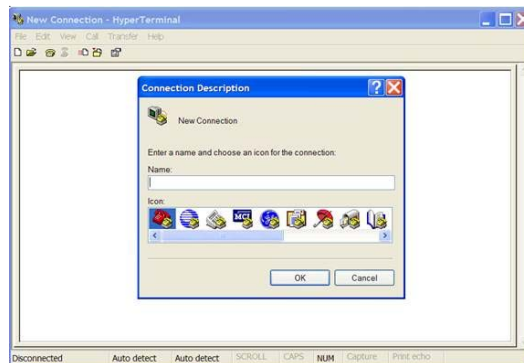 New Connection - HyperTerminal
File Edit View Call Transfer Help
Connection Description
New Connection
Enter a name and choose an icon for the connection:
Name:
Icon:
MCI
OK Cancel
Disconnected Auto detect Auto detect SCROLL CAPS NUM Capture Print echo